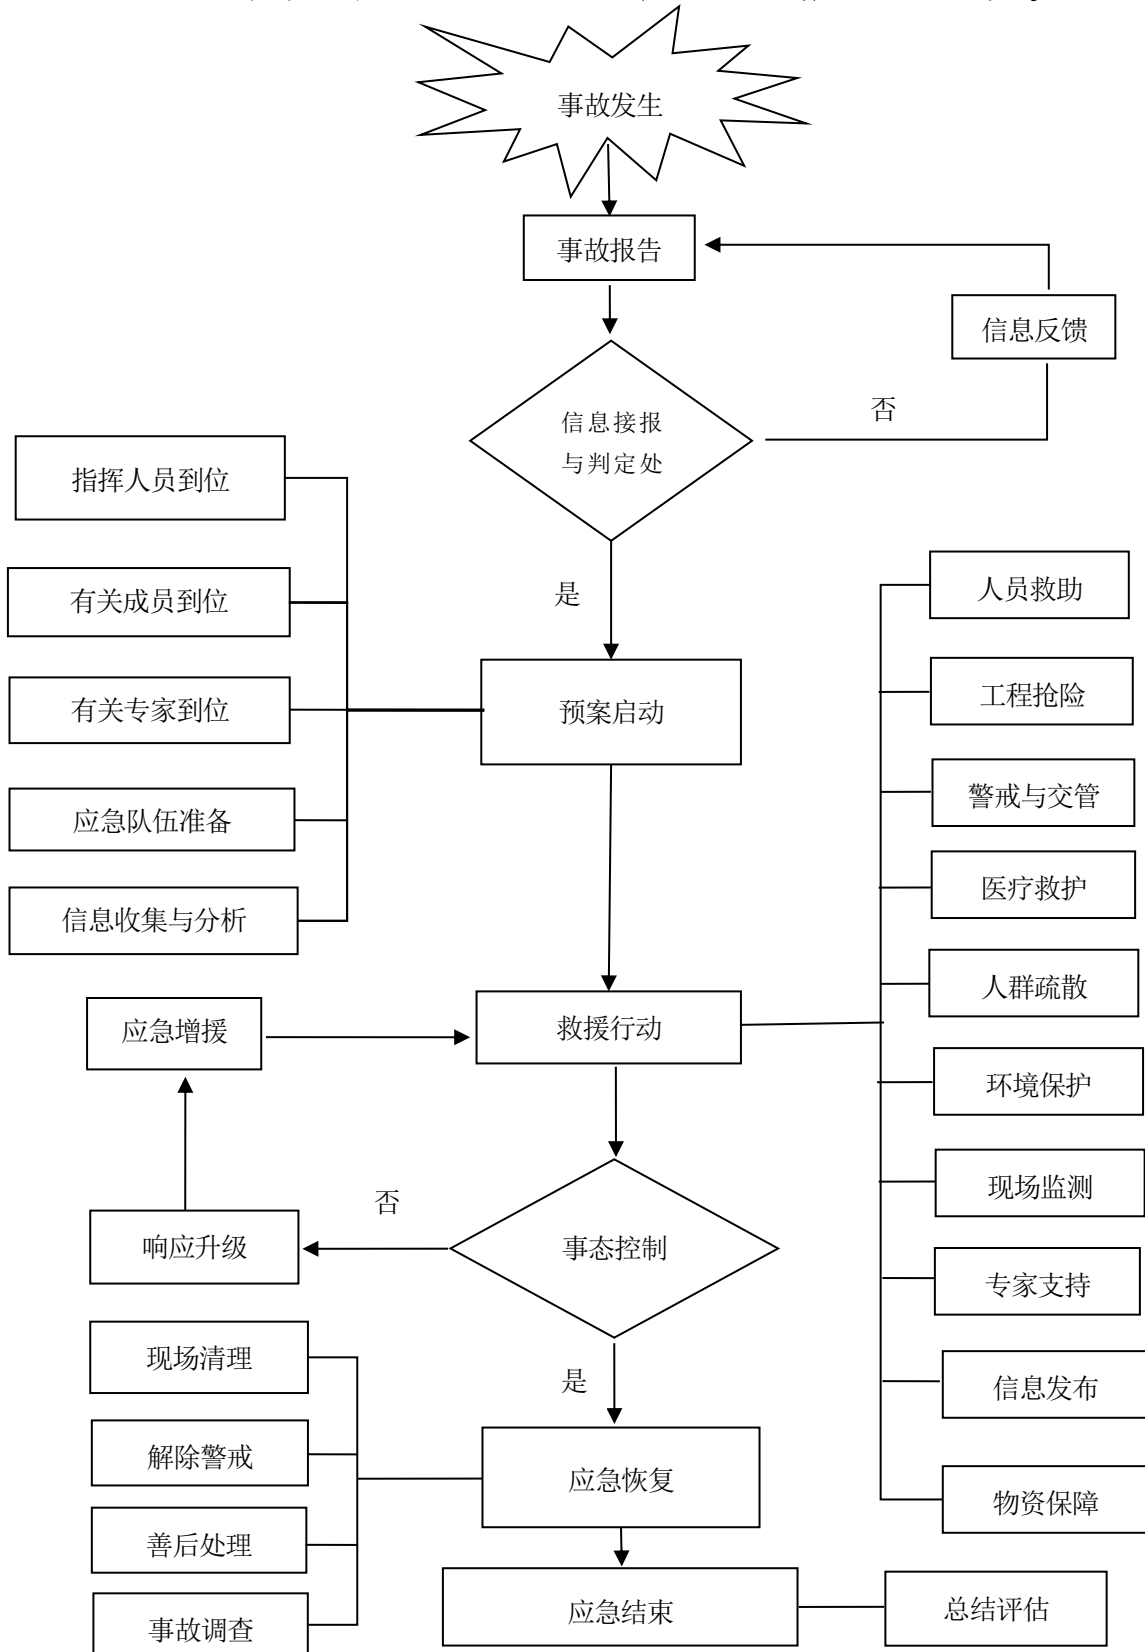 事故发生
事故报告
信息反馈
信息接报
与判定处
否
是
指挥人员到位
有关成员到位
有关专家到位
应急队伍准备
信息收集与分析
预案启动
人员救助
工程抢险
警戒与交管
医疗救护
人群疏散
环境保护
现场监测
专家支持
信息发布
物资保障
应急增援
救援行动
否
响应升级
事态控制
是
现场清理
解除警戒
善后处理
事故调查
应急恢复
应急结束
总结评估